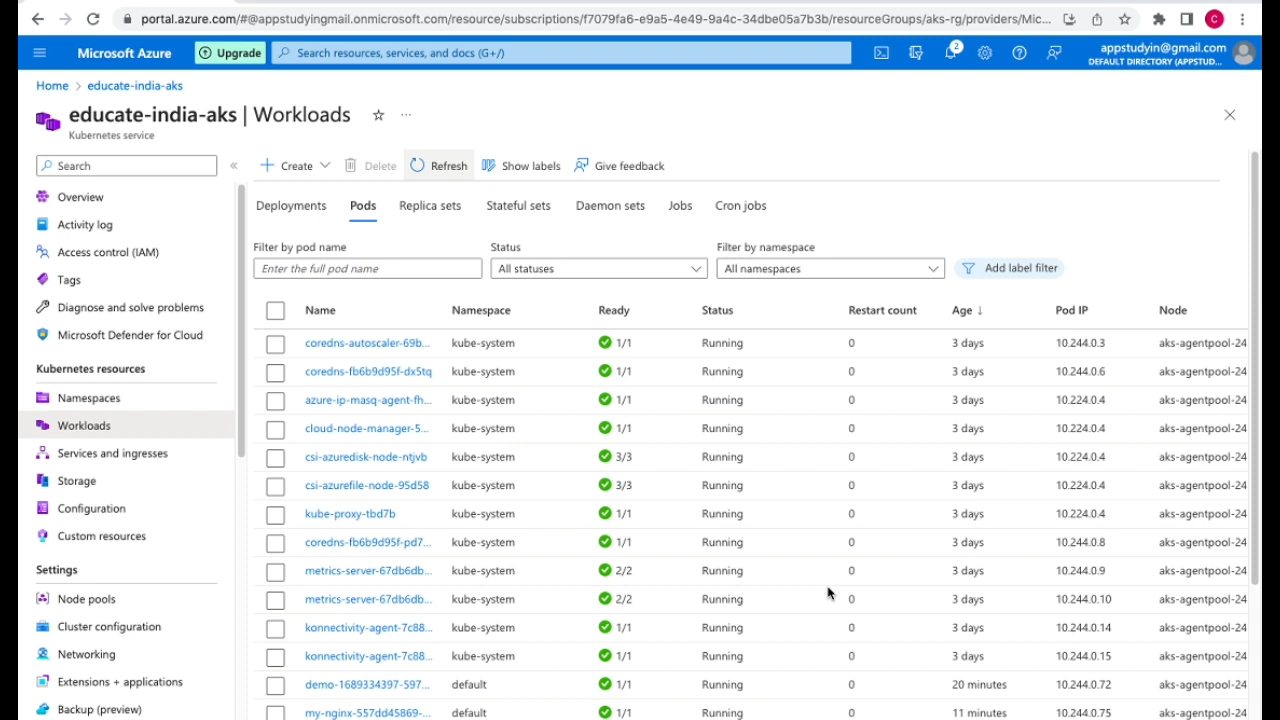 portal.azure.com/#@appstudyingmail.onmicrosoft.com/resource/subscriptions/f7079fa6-e9a5-4e49-9a4c-34dbe05a7b3b/resourceGroups/aks-rg/providers/Mic...
C
Microsoft Azure
Upgrade
Search resources, services, and docs (G+/)
2
appstudyin@gmail.com
DEFAULT DIRECTORY (APPSTUD...
Home > educate-india-aks
educate-india-aks | Workloads
Kubernetes service
Search
Create
Delete
Refresh
Show labels
Give feedback
Overview
Activity log
Access control (IAM)
Tags
Diagnose and solve problems
Microsoft Defender for Cloud
Kubernetes resources
Namespaces
Workloads
Services and ingresses
Storage
Configuration
Custom resources
Settings
Node pools
Cluster configuration
Networking
Extensions + applications
Backup (preview)
Deployments Pods Replica sets Stateful sets Daemon sets Jobs Cron jobs
Filter by pod name
Enter the full pod name
Status
All statuses
Filter by namespace
All namespaces
Add label filter
Name Namespace Ready Status Restart count Age ↓ Pod IP Node
coredns-autoscaler-69b... kube-system 1/1 Running 0 3 days 10.244.0.3 aks-agentpool-24
coredns-fb6b9d95f-dx5tq kube-system 1/1 Running 0 3 days 10.244.0.6 aks-agentpool-24
azure-ip-masq-agent-fh... kube-system 1/1 Running 0 3 days 10.224.0.4 aks-agentpool-24
cloud-node-manager-5... kube-system 1/1 Running 0 3 days 10.224.0.4 aks-agentpool-24
csi-azuredisk-node-ntjvb kube-system 3/3 Running 0 3 days 10.224.0.4 aks-agentpool-24
csi-azurefile-node-95d58 kube-system 3/3 Running 0 3 days 10.224.0.4 aks-agentpool-24
kube-proxy-tbd7b kube-system 1/1 Running 0 3 days 10.224.0.4 aks-agentpool-24
coredns-fb6b9d95f-pd7... kube-system 1/1 Running 0 3 days 10.244.0.8 aks-agentpool-24
metrics-server-67db6db... kube-system 2/2 Running 0 3 days 10.244.0.9 aks-agentpool-24
metrics-server-67db6db... kube-system 2/2 Running 0 3 days 10.244.0.10 aks-agentpool-24
konnectivity-agent-7c88... kube-system 1/1 Running 0 3 days 10.244.0.14 aks-agentpool-24
konnectivity-agent-7c88... kube-system 1/1 Running 0 3 days 10.244.0.15 aks-agentpool-24
demo-1689334397-597... default 1/1 Running 0 20 minutes 10.244.0.72 aks-agentpool-24
my-nginx-557dd45869-... default 1/1 Running 0 11 minutes 10.244.0.75 aks-agentpool-24